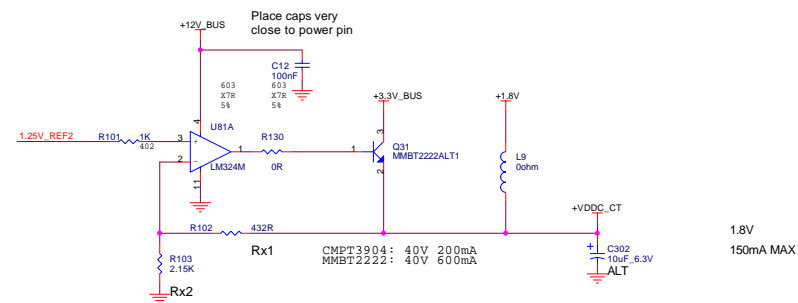 Place caps very
close to power pin
+12V_BUS
C12
100nF
603
X7R
5%
603
X7R
5%
+3.3V_BUS
+1.8V
4
U81A
1.25V_REF2
R101
1K
402
3
+
2
-
1
LM324M
11
R130
0R
1
3
Q31
MMBT2222ALT1
2
L9
0ohm
+VDDC_CT
R102
432R
Rx1
CMPT3904: 40V 200mA
MMBT2222: 40V 600mA
R103
2.15K
Rx2
+
C302
10uF_6.3V
ALT
1.8V
150mA MAX